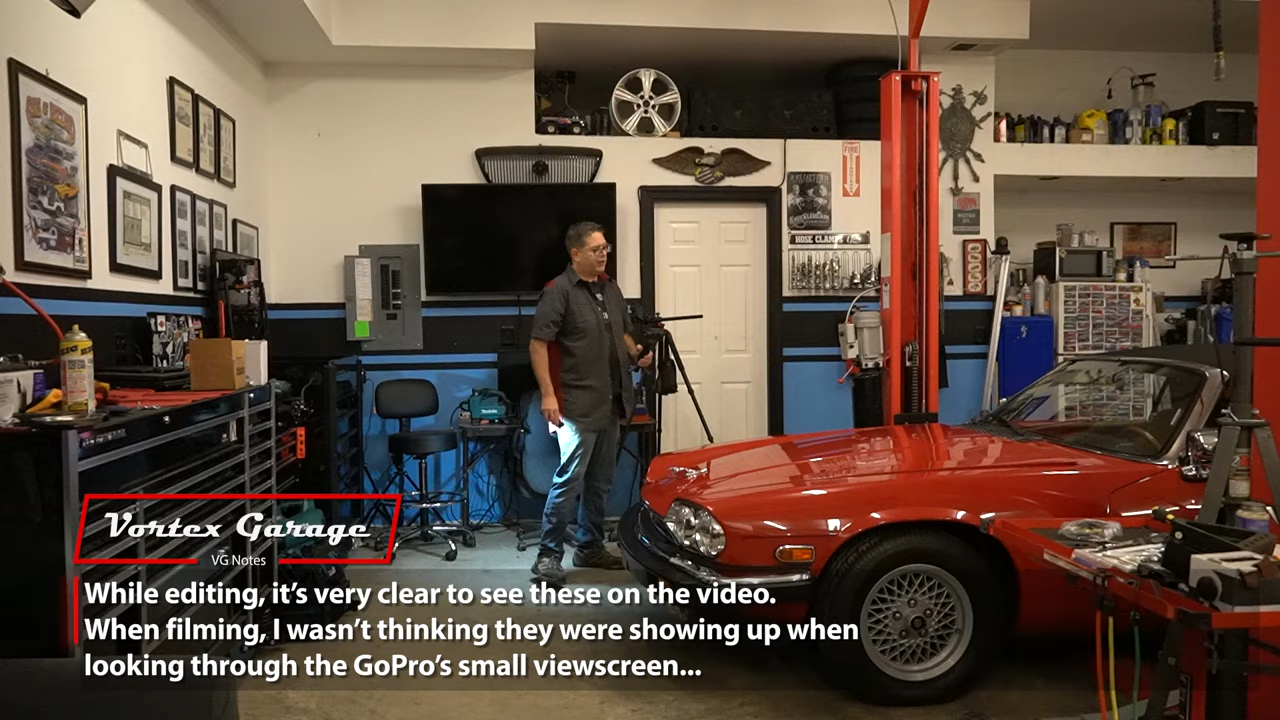 FIRE
HOSE CLAMPS
Vortex Garage
VG Notes
While editing, it's very clear to see these on the video.
When filming, I wasn't thinking they were showing up when
looking through the GoPro's small viewscreen...